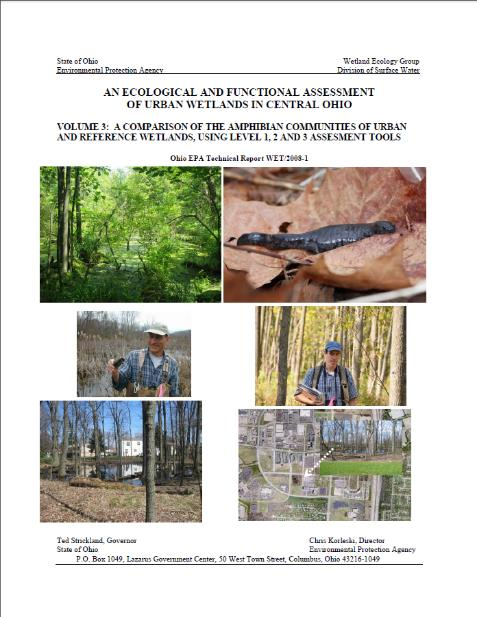 State of Ohio Wetland Ecology Group
Environmental Protection Agency Division of Surface Water
AN ECOLOGICAL AND FUNCTIONAL ASSESSMENT
OF URBAN WETLANDS IN CENTRAL OHIO
VOLUME 3: A COMPARISON OF THE AMPHIBIAN COMMUNITIES OF URBAN
AND REFERENCE WETLANDS, USING LEVEL 1, 2 AND 3 ASSESMENT TOOLS
Ohio EPA Technical Report WET/2008-1
Ted Strickland, Governor Chris Korleski, Director
State of Ohio Environmental Protection Agency
P.O. Box 1049, Lazarus Government Center, 50 West Town Street, Columbus, Ohio 43216-1049